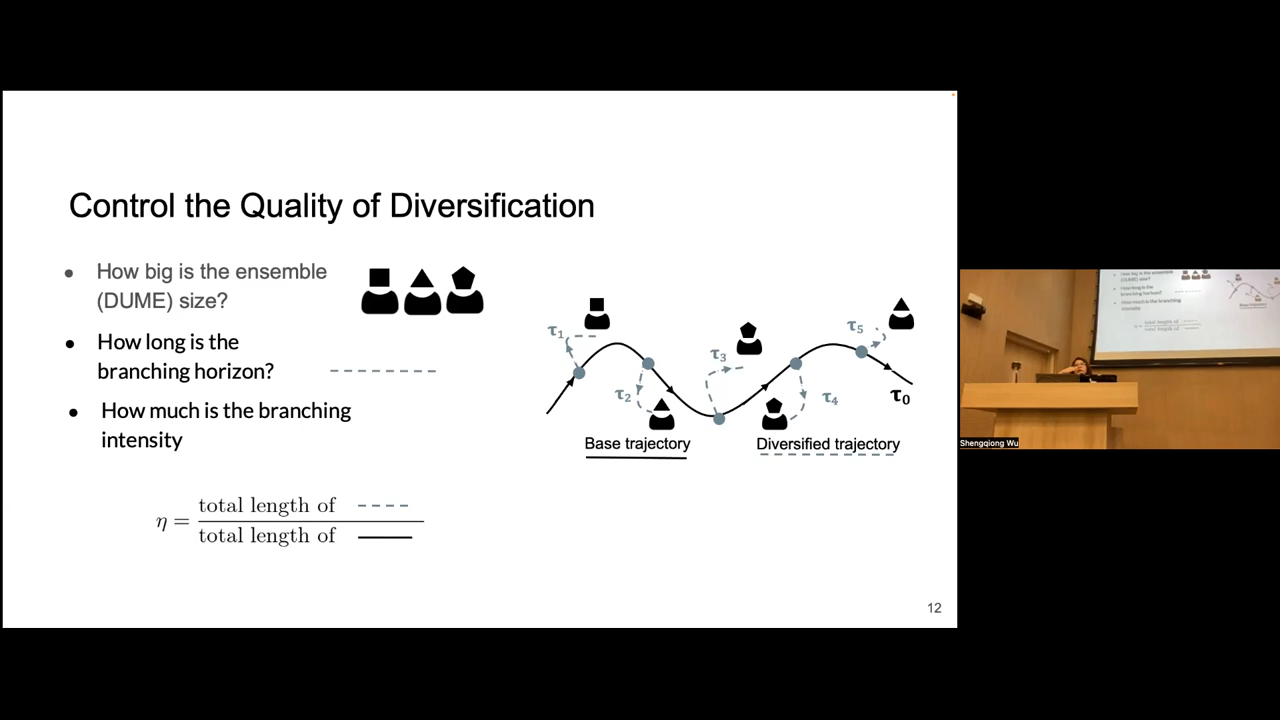 Control the Quality of Diversification
• How big is the ensemble
(DUME) size?
• How long is the
branching horizon?
• How much is the branching
intensity
η = total length of
total length of
τ1
τ2
τ3
τ4
τ5
τ0
Base trajectory
Diversified trajectory
12
Shengqiong Wu